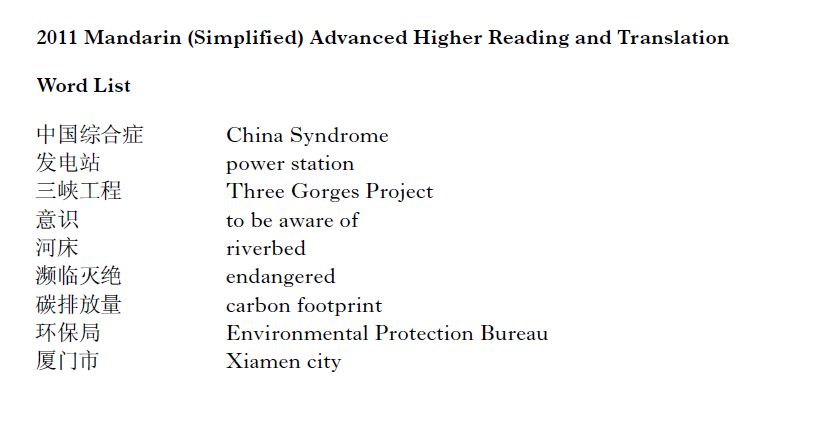 2011 Mandarin (Simplified) Advanced Higher Reading and Translation
Word List
中国综合症 China Syndrome
发电站 power station
三峡工程 Three Gorges Project
意识 to be aware of
河床 riverbed
濒临灭绝 endangered
碳排放量 carbon footprint
环保局 Environmental Protection Bureau
厦门市 Xiamen city